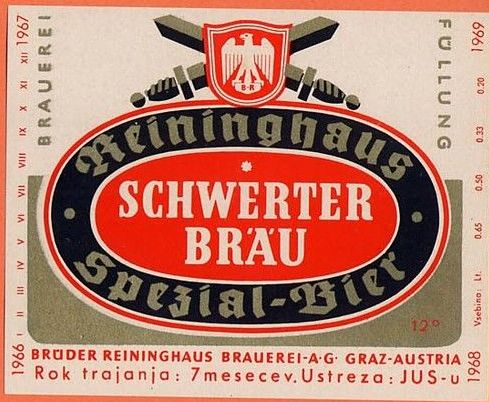 BRAUEREI
FÜLLUNG
B-R
Reininghaus
SCHWERTER
BRÄU
Spezial-Bier
12°
BRÜDER REININGHAUS BRAUEREI-A·G· GRAZ-AUSTRIA
Rok trajanja: 7mesecev. Ustreza: JUS-u
1966 I II III IV V VI VII VIII IX X XI XII 1967
Vsebina: Lt. 0.65 0.50 0.33 0.20
1968
1969